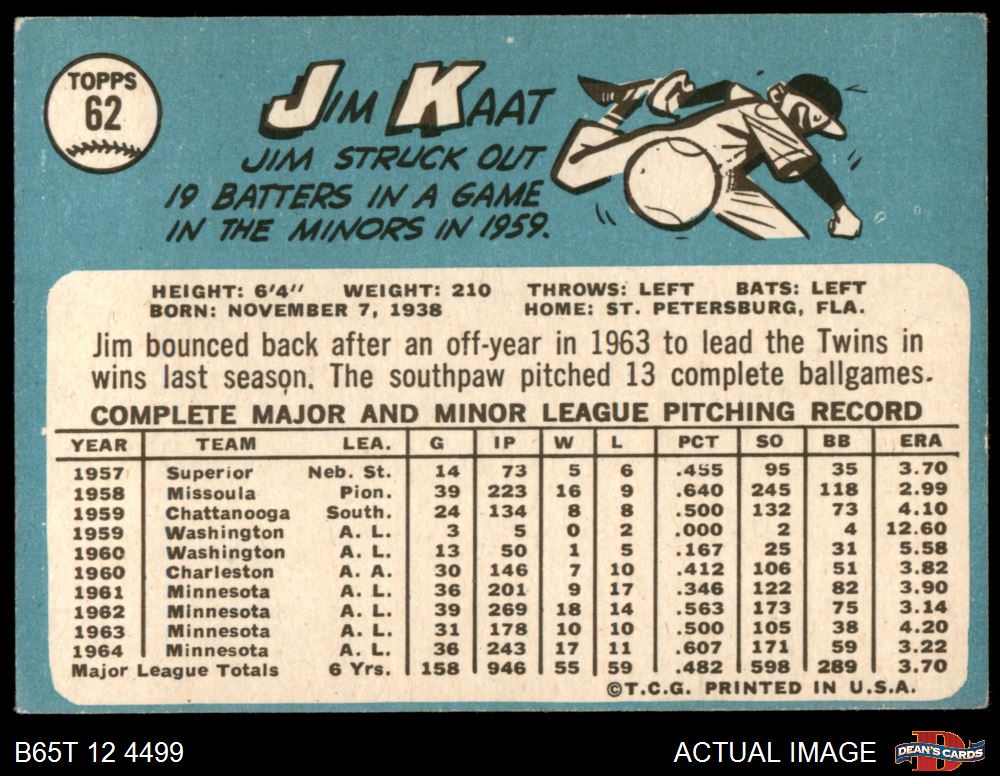 TOPPS
62
JIM KAAT
JIM STRUCK OUT
19 BATTERS IN A GAME
IN THE MINORS IN 1959.
HEIGHT: 6'4" WEIGHT: 210 THROWS: LEFT BATS: LEFT
BORN: NOVEMBER 7, 1938 HOME: ST. PETERSBURG, FLA.
Jim bounced back after an off-year in 1963 to lead the Twins in
wins last season. The southpaw pitched 13 complete ballgames.
COMPLETE MAJOR AND MINOR LEAGUE PITCHING RECORD
YEAR TEAM LEA. G IP W L PCT SO BB ERA
1957 Superior Neb. St. 14 73 5 6 .455 95 35 3.70
1958 Missoula Pion. 39 223 16 9 .640 245 118 2.99
1959 Chattanooga South. 24 134 8 8 .500 132 73 4.10
1959 Washington A. L. 3 5 0 2 .000 2 4 12.60
1960 Washington A. L. 13 50 1 5 .167 25 31 5.58
1960 Charleston A. A. 30 146 7 10 .412 106 51 3.82
1961 Minnesota A. L. 36 201 9 17 .346 122 82 3.90
1962 Minnesota A. L. 39 269 18 14 .563 173 75 3.14
1963 Minnesota A. L. 31 178 10 10 .500 105 38 4.20
1964 Minnesota A. L. 36 243 17 11 .607 171 59 3.22
Major League Totals 6 Yrs. 158 946 55 59 .482 598 289 3.70
©T.C.G. PRINTED IN U.S.A.
B65T 12 4499 ACTUAL IMAGE DEAN'S CARDS